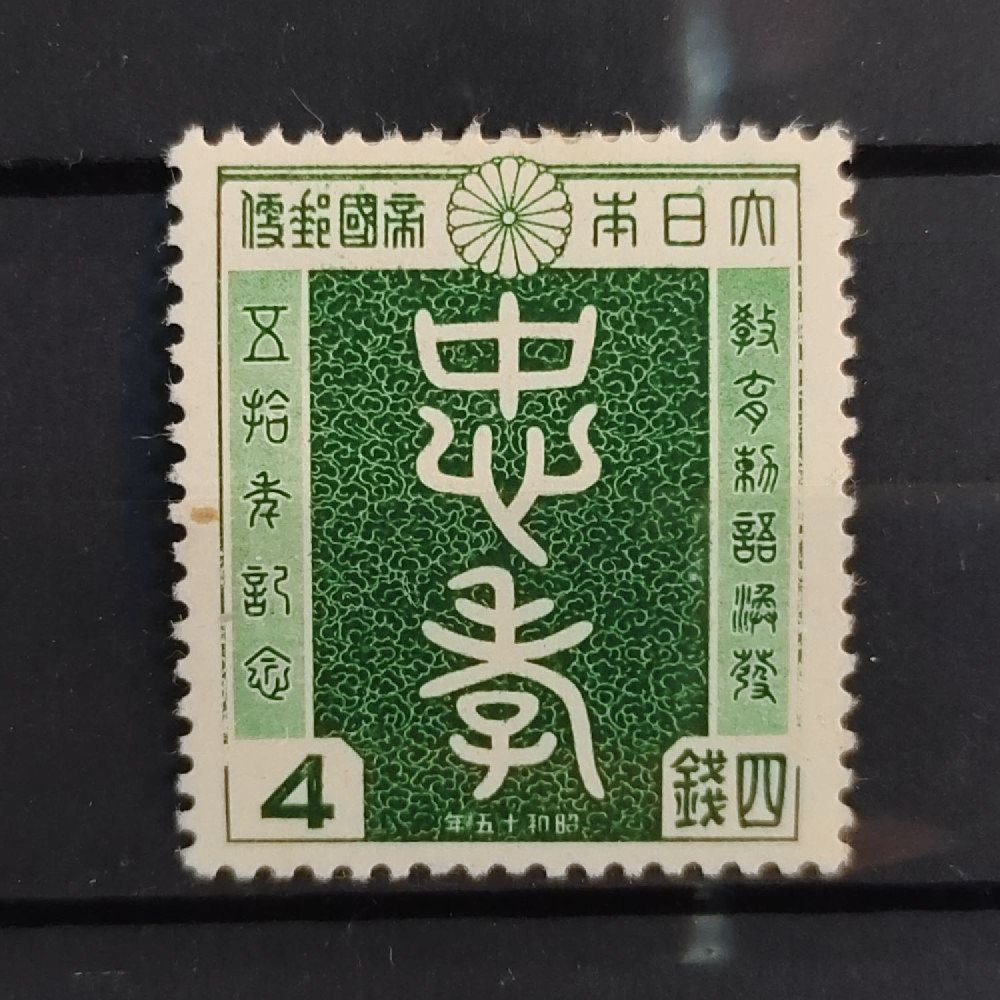 大日本帝國郵便
教育勅語渙發
忠孝
五拾年記念
昭和十五年
四錢
4